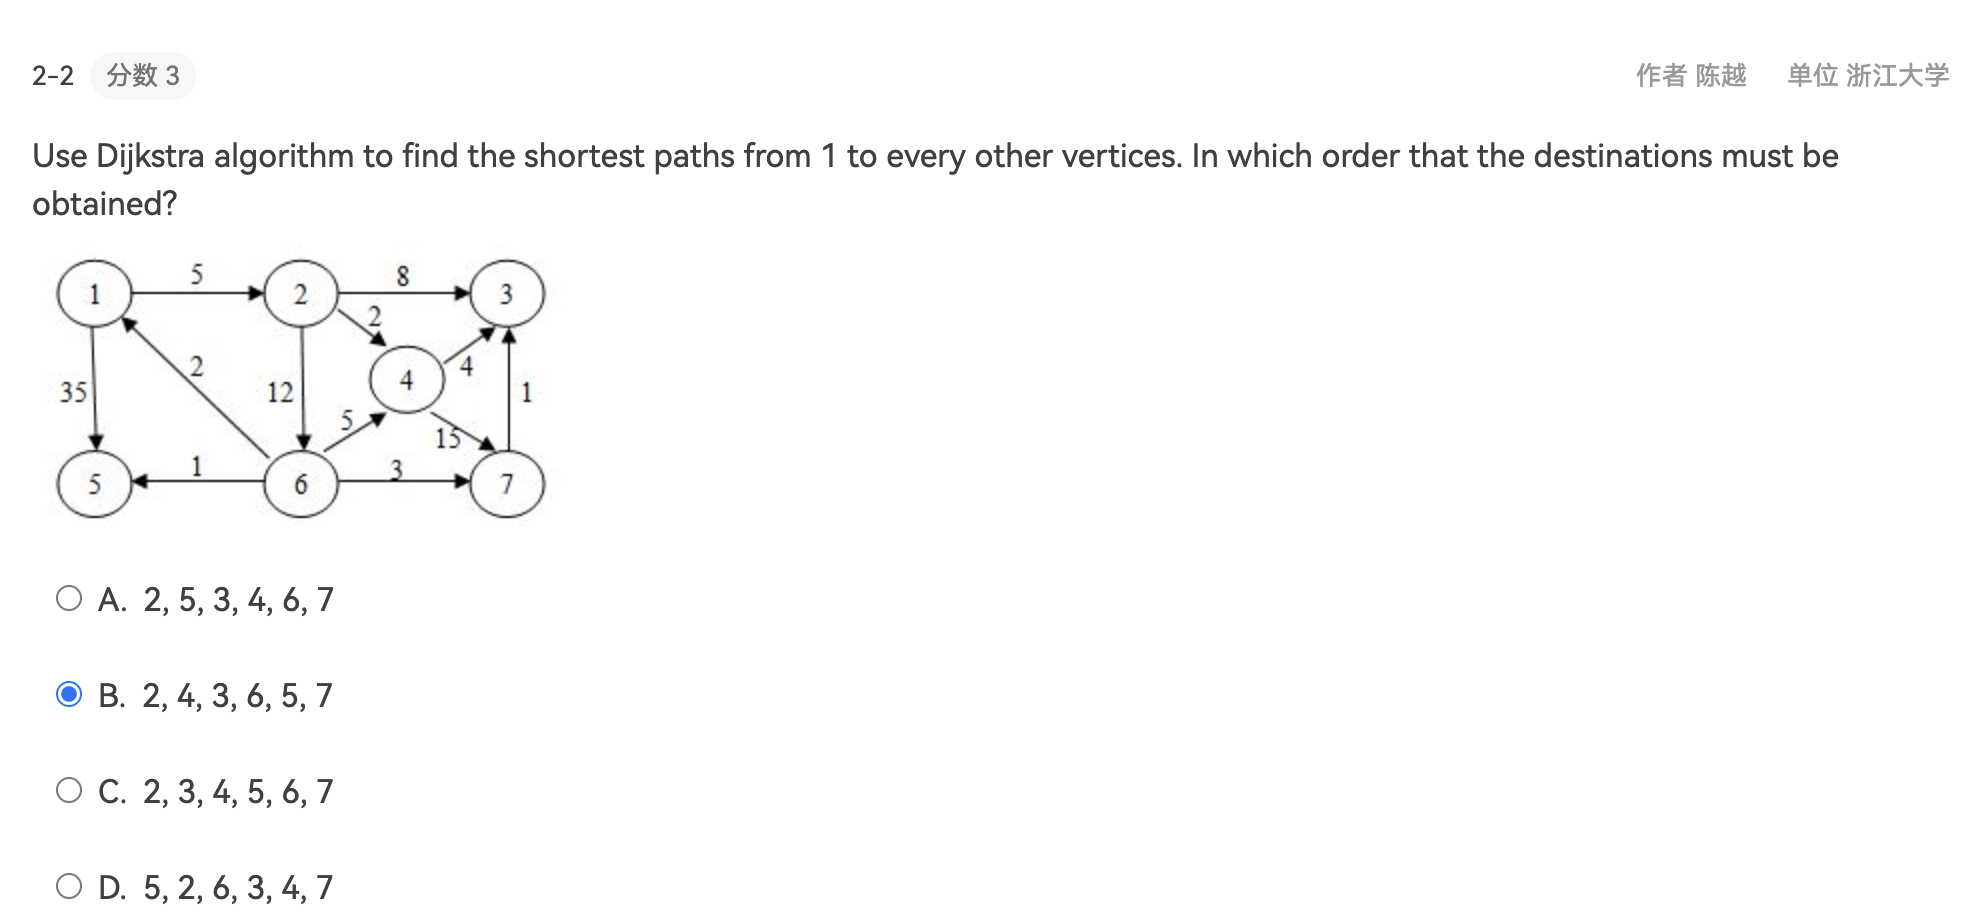 2-2 分数 3 作者 陈越 单位 浙江大学
Use Dijkstra algorithm to find the shortest paths from 1 to every other vertices. In which order that the destinations must be
obtained?
5 8
1 2 3
2
2 4
35 12 4 1
5 15
1 3
5 6 7
A. 2, 5, 3, 4, 6, 7
B. 2, 4, 3, 6, 5, 7
C. 2, 3, 4, 5, 6, 7
D. 5, 2, 6, 3, 4, 7